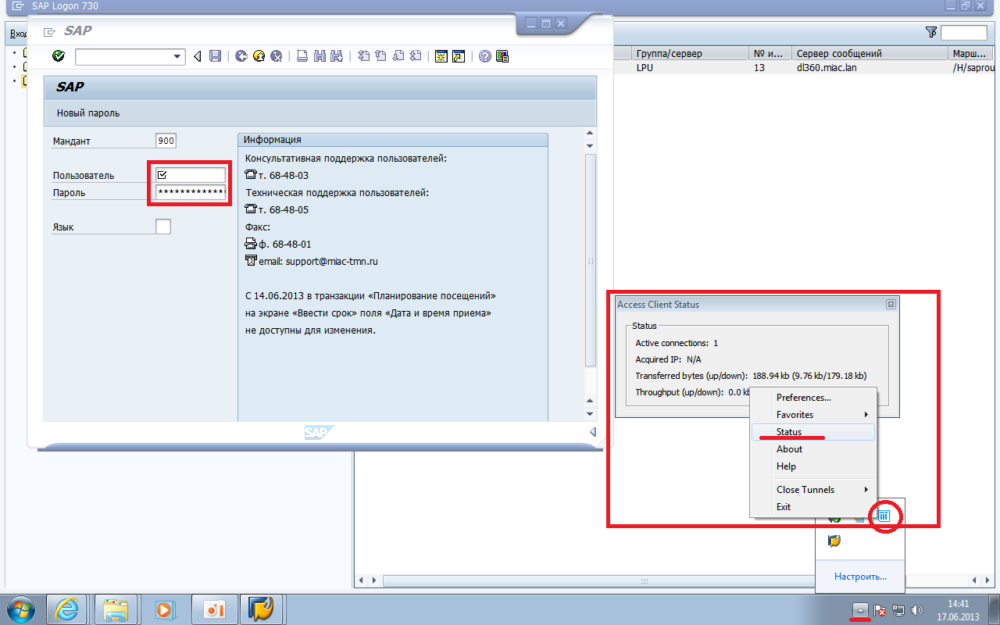 SAP Logon 730
SAP
SAP
Новый пароль
Мандант 900
Пользователь
Пароль *************
Язык
Информация
Консультативная поддержка пользователей:
т. 68-48-03
Техническая поддержка пользователей:
т. 68-48-05
Факс:
ф. 68-48-01
email: support@miac-tmn.ru
С 14.06.2013 в транзакции «Планирование посещений»
на экране «Ввести срок» поля «Дата и время приема»
не доступны для изменения.
SAP
Группа/сервер № и... Сервер сообщений Марш...
LPU 13 dl360.miac.lan /H/saprou
Access Client Status
Status
Active connections: 1
Acquired IP: N/A
Transferred bytes (up/down): 188.94 kb (9.76 kb/179.18 kb)
Throughput (up/down): 0.0 kb
Preferences...
Favorites
Status
About
Help
Close Tunnels
Exit
Настроить...
14:41
17.06.2013